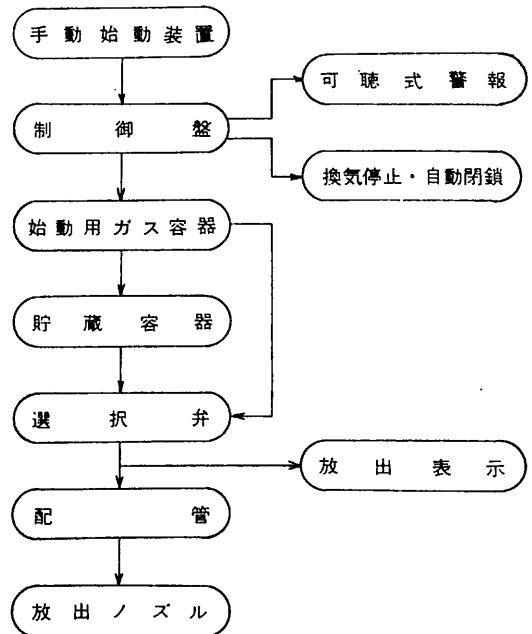 手動始動装置
可聴式警報
制御盤
換気停止・自動閉鎖
始動用ガス容器
貯蔵容器
選択弁
放出表示
配管
放出ノズル